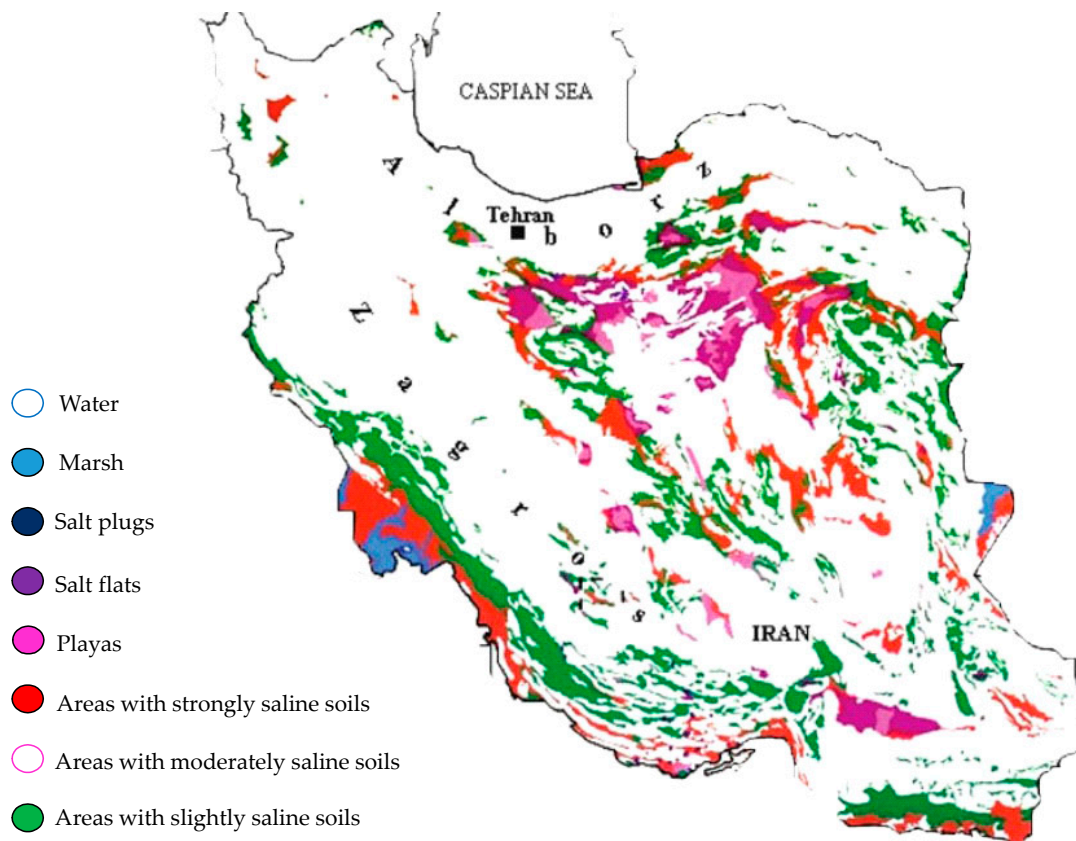 CASPIAN SEA
A l b o r z
Tehran
Z a g r o s
IRAN
Water
Marsh
Salt plugs
Salt flats
Playas
Areas with strongly saline soils
Areas with moderately saline soils
Areas with slightly saline soils